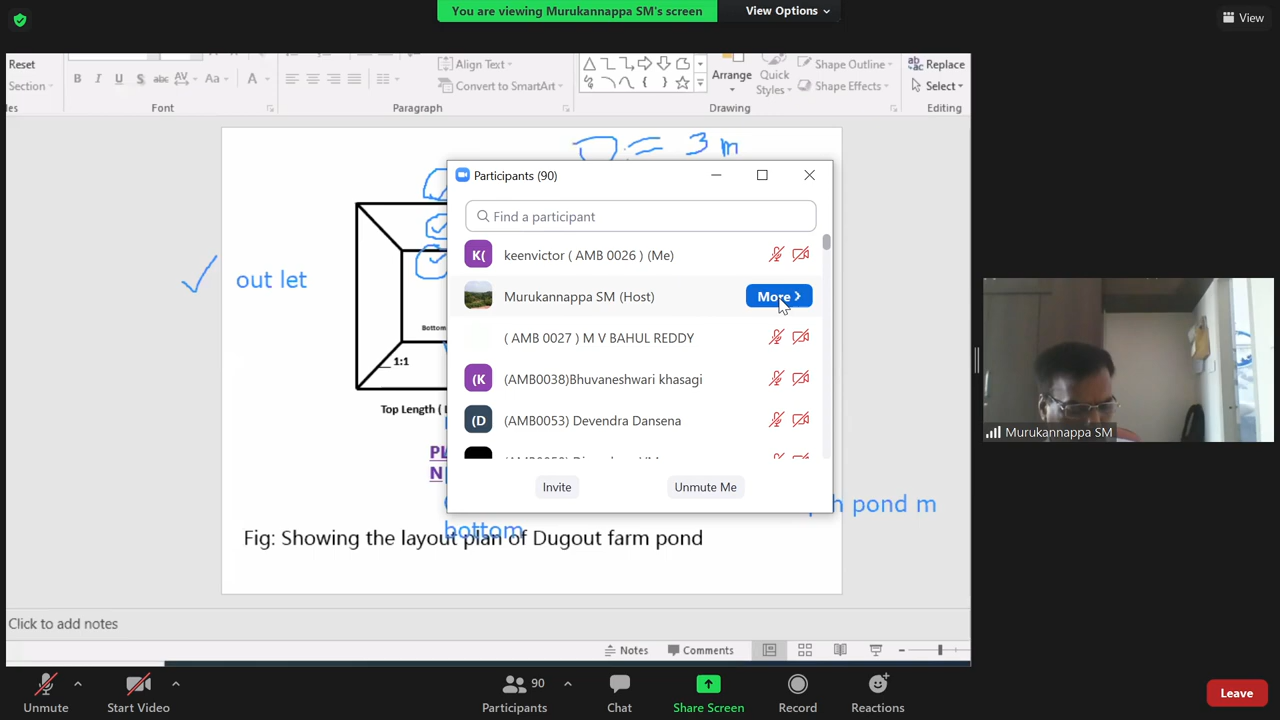 You are viewing Murukannappa SM's screen
View Options
View
Reset
Section
B I U S abc AV Aa A
Font
Align Text
Convert to SmartArt
Paragraph
Arrange
Quick
Styles
Shape Outline
Shape Effects
Drawing
Replace
Select
Editing
= 3 m
out let
Bottom
1:1
Top Length (
Participants (90)
Find a participant
K( keenvictor ( AMB 0026 ) (Me)
Murukannappa SM (Host) More
( AMB 0027 ) M V BAHUL REDDY
(K (AMB0038)Bhuvaneshwari khasagi
(D (AMB0053) Devendra Dansena
Invite
Unmute Me
h pond m
bottom
Fig: Showing the layout plan of Dugout farm pond
Murukannappa SM
Click to add notes
Notes
Comments
Unmute
Start Video
90
Participants
Chat
Share Screen
Record
Reactions
Leave